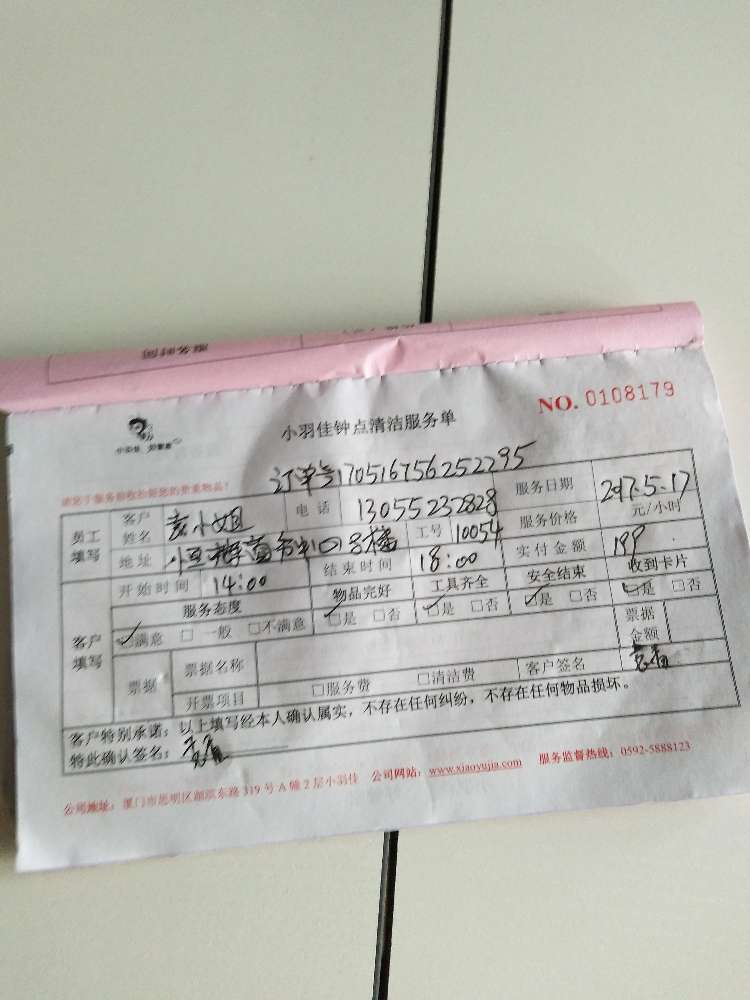 服务时间
NO. 0108179
小羽佳钟点清洁服务单
订单号170516756252295
请您于服务前收拾好您的贵重物品!
员工填写 客户姓名 袁小姐 电话 13055232828 服务日期 2017.5.17
地址 工号 10054 服务价格 元/小时
开始时间 14:00 结束时间 18:00 实付金额 199
客户填写 服务态度 物品完好 工具齐全 安全结束 收到卡片
☑满意 □一般 □不满意 ☑是 □否 ☑是 □否 ☑是 □否 ☑是 □否
票据 票据名称 票据金额
开票项目 □服务费 □清洁费 客户签名
客户特别承诺:以上填写经本人确认属实,不存在任何纠纷,不存在任何物品损坏。
特此确认签名:
公司地址:厦门市思明区湖滨东路319号A幢2层小羽佳 公司网站:www.xiaoyujia.com 服务监督热线:0592-5888123